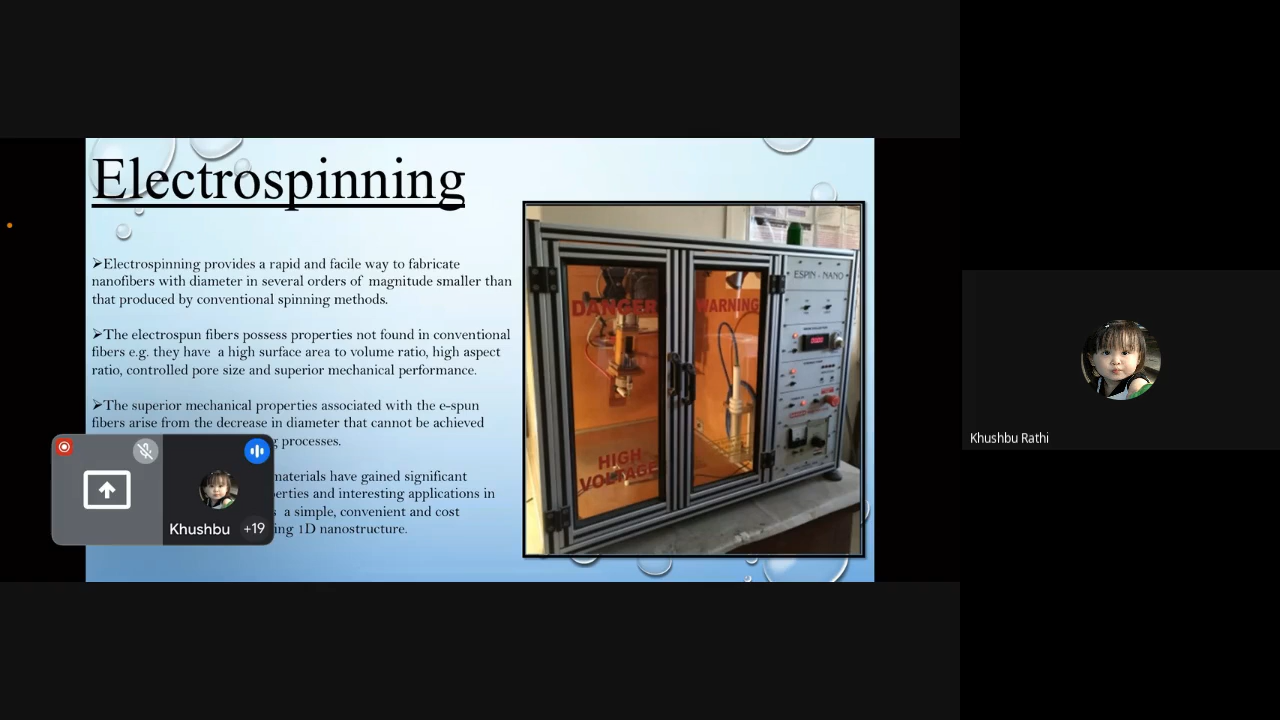 Electrospinning
➢Electrospinning provides a rapid and facile way to fabricate
nanofibers with diameter in several orders of magnitude smaller than
that produced by conventional spinning methods.
➢The electrospun fibers possess properties not found in conventional
fibers e.g. they have a high surface area to volume ratio, high aspect
ratio, controlled pore size and superior mechanical performance.
➢The superior mechanical properties associated with the e-spun
fibers arise from the decrease in diameter that cannot be achieved
processes.
materials have gained significant
and interesting applications in
a simple, convenient and cost
1D nanostructure.
ESPIN - NANO
DANGER
WARNING
HIGH
VOLTAGE
Khushbu
+19
Khushbu Rathi